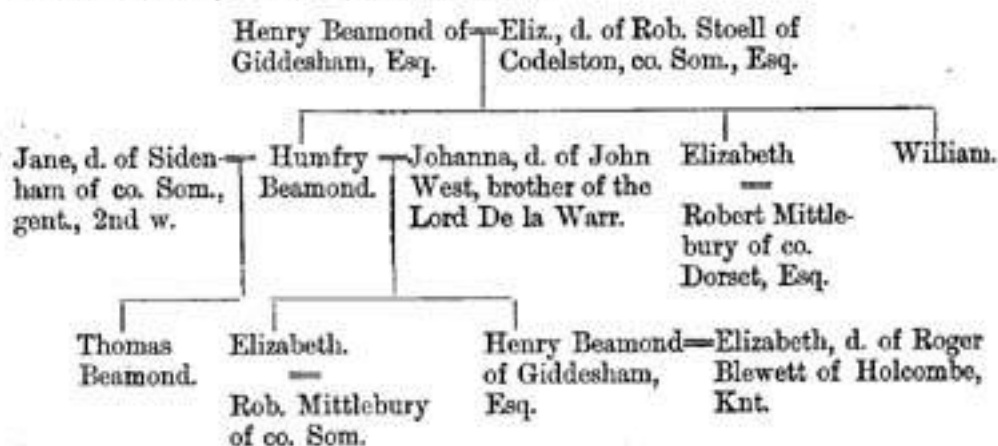 Henry Beamond of
Giddesham, Esq.
Eliz., d. of Rob. Stoell of
Codelston, co. Som., Esq.
Jane, d. of Siden-
ham of co. Som.,
gent., 2nd w.
Humfry
Beamond.
Johanna, d. of John
West, brother of the
Lord De la Warr.
Elizabeth
Robert Mittle-
bury of co.
Dorset, Esq.
William.
Thomas
Beamond.
Elizabeth.
Rob. Mittlebury
of co. Som.
Henry Beamond
of Giddesham,
Esq.
Elizabeth, d. of Roger
Blewett of Holcombe,
Knt.